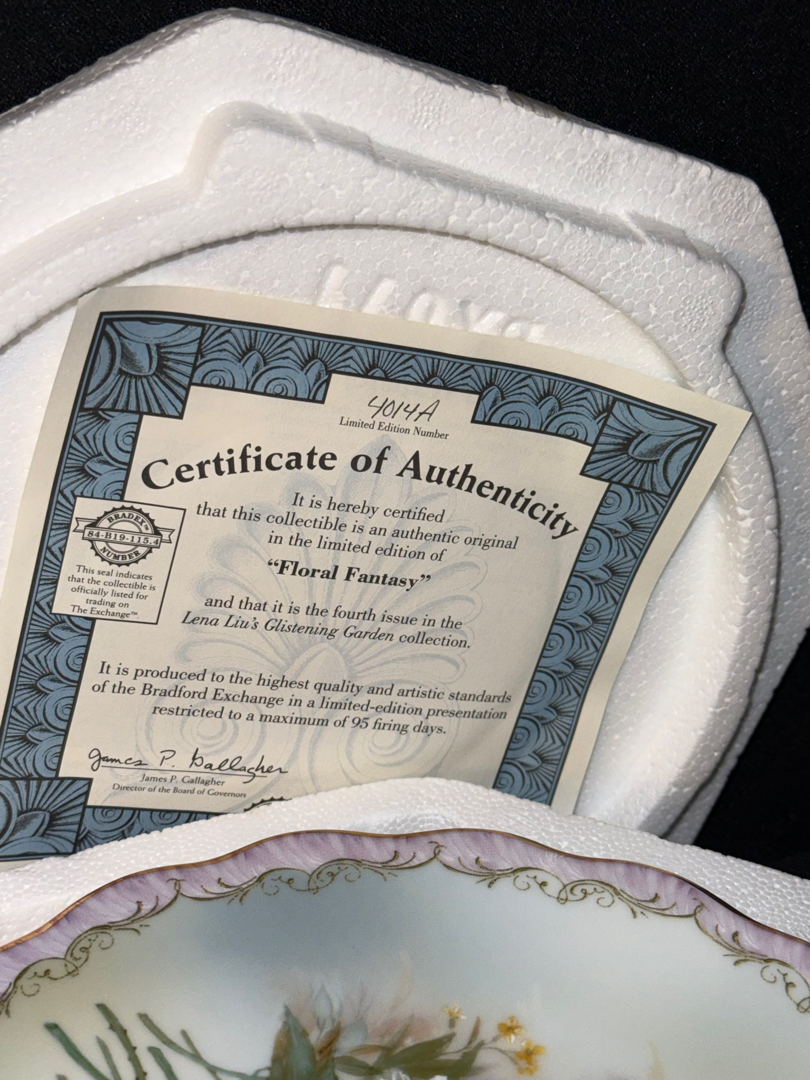 4014A
Limited Edition Number
Certificate of Authenticity
It is hereby certified
that this collectible is an authentic original
in the limited edition of
“Floral Fantasy”
and that it is the fourth issue in the
Lena Liu's Glistening Garden collection.
BRADEX™
84-B19-115.4
NUMBER
This seal indicates
that the collectible is
officially listed for
trading on
The Exchange™.
It is produced to the highest quality and artistic standards
of the Bradford Exchange in a limited-edition presentation
restricted to a maximum of 95 firing days.
James P. Gallagher
James P. Gallagher
Director of the Board of Governors